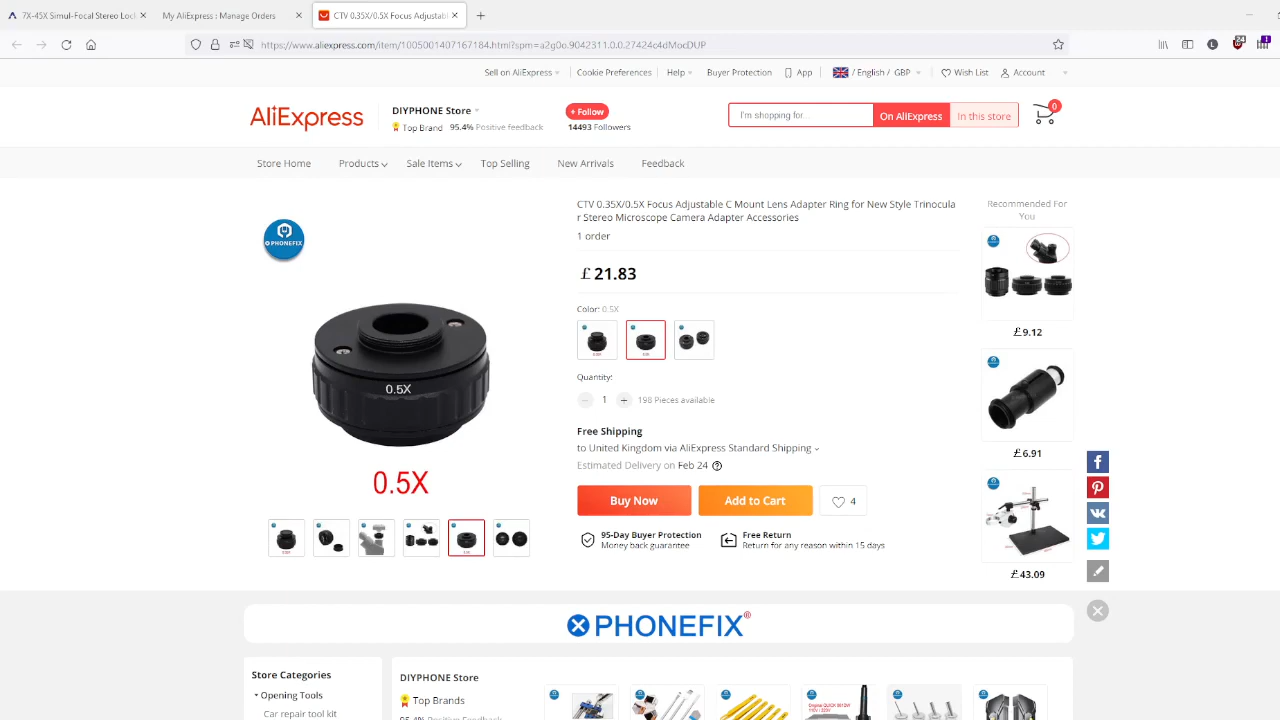 7X-45X Simul-Focal Stereo Loc
My AliExpress : Manage Orders
CTV 0.35X/0.5X Focus Adjustabl
https://www.aliexpress.com/item/1005001407167184.html?spm=a2g0o.9042311.0.0.27424c4dMocDUP
Sell on AliExpress
Cookie Preferences
Help
Buyer Protection
App
/ English / GBP
Wish List
Account
AliExpress
DIYPHONE Store
Top Brand 95.4% Positive feedback
+ Follow
14493 Followers
I'm shopping for...
On AliExpress
In this store
0
Store Home
Products
Sale Items
Top Selling
New Arrivals
Feedback
PHONEFIX
0.5X
0.5X
CTV 0.35X/0.5X Focus Adjustable C Mount Lens Adapter Ring for New Style Trinocula
r Stereo Microscope Camera Adapter Accessories
1 order
£ 21.83
Color: 0.5X
Quantity:
1
198 Pieces available
Free Shipping
to United Kingdom via AliExpress Standard Shipping
Estimated Delivery on Feb 24
Buy Now
Add to Cart
4
95-Day Buyer Protection
Money back guarantee
Free Return
Return for any reason within 15 days
Recommended For
You
£ 9.12
£ 6.91
£ 43.09
PHONEFIX®
Store Categories
Opening Tools
Car repair tool kit
DIYPHONE Store
Top Brands
95.4% Positive Feedback